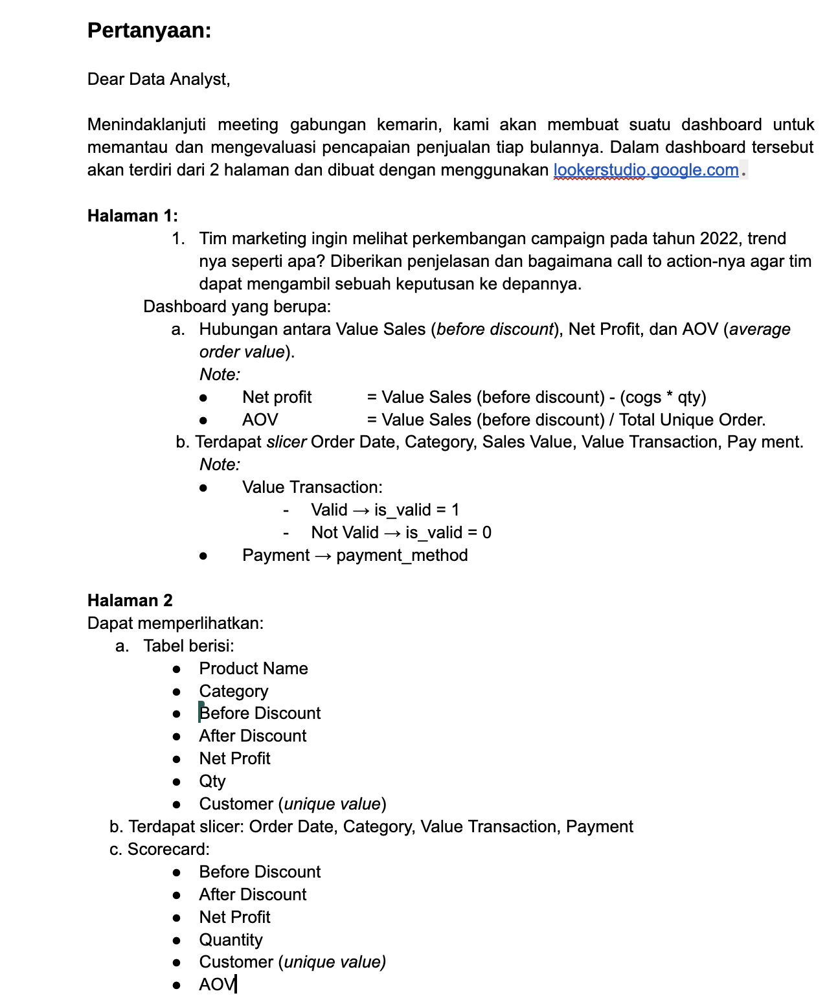 Pertanyaan:
Dear Data Analyst,
Menindaklanjuti meeting gabungan kemarin, kami akan membuat suatu dashboard untuk
memantau dan mengevaluasi pencapaian penjualan tiap bulannya. Dalam dashboard tersebut
akan terdiri dari 2 halaman dan dibuat dengan menggunakan lookerstudio.google.com.
Halaman 1:
1. Tim marketing ingin melihat perkembangan campaign pada tahun 2022, trend
nya seperti apa? Diberikan penjelasan dan bagaimana call to action-nya agar tim
dapat mengambil sebuah keputusan ke depannya.
Dashboard yang berupa:
a. Hubungan antara Value Sales (before discount), Net Profit, dan AOV (average
order value).
Note:
● Net profit = Value Sales (before discount) - (cogs * qty)
● AOV = Value Sales (before discount) / Total Unique Order.
b. Terdapat slicer Order Date, Category, Sales Value, Value Transaction, Pay ment.
Note:
● Value Transaction:
- Valid → is_valid = 1
- Not Valid → is_valid = 0
● Payment → payment_method
Halaman 2
Dapat memperlihatkan:
a. Tabel berisi:
● Product Name
● Category
● Before Discount
● After Discount
● Net Profit
● Qty
● Customer (unique value)
b. Terdapat slicer: Order Date, Category, Value Transaction, Payment
c. Scorecard:
● Before Discount
● After Discount
● Net Profit
● Quantity
● Customer (unique value)
● AOV